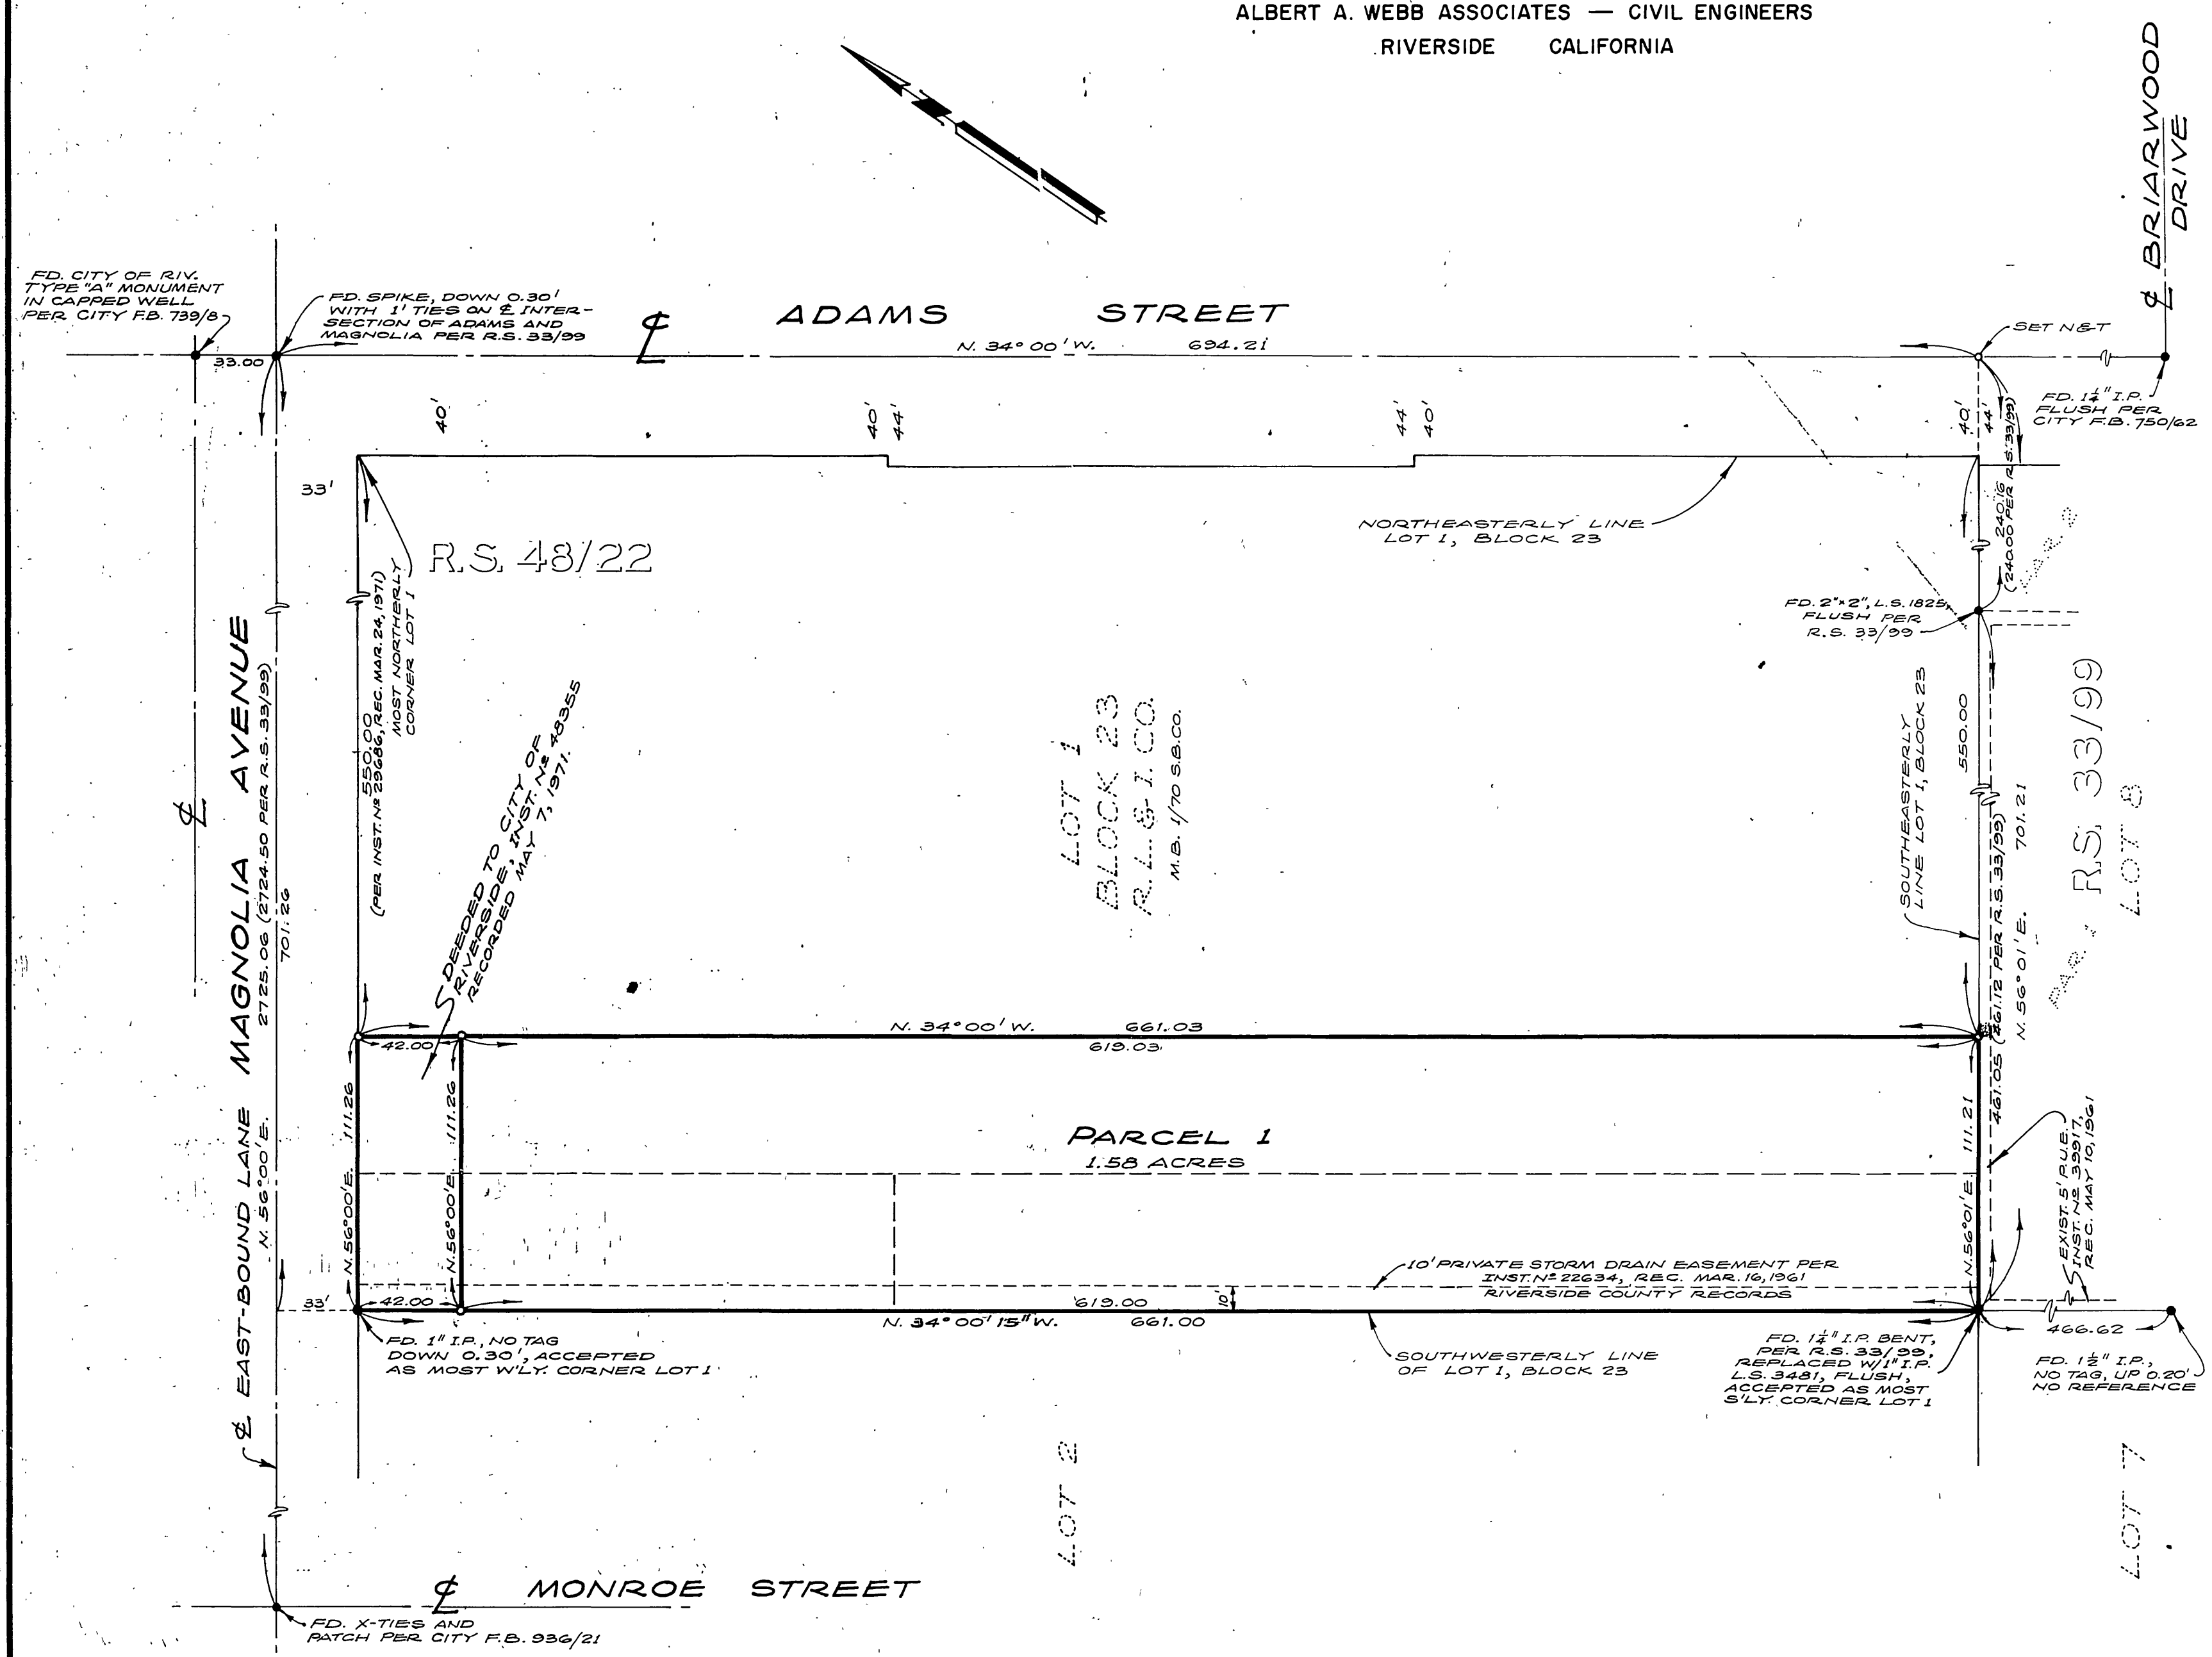 ALBERT A. WEBB ASSOCIATES — CIVIL ENGINEERS
RIVERSIDE CALIFORNIA
℄ BRIARWOOD
DRIVE
FD. CITY OF RIV.
TYPE "A" MONUMENT
IN CAPPED WELL
PER CITY F.B. 739/8
FD. SPIKE, DOWN 0.30'
WITH 1' TIES ON ℄ INTER-
SECTION OF ADAMS AND
MAGNOLIA PER R.S. 33/99
33.00
℄ ADAMS STREET
N. 34° 00' W. 694.21
SET N&T
FD. 1¼" I.P.
FLUSH PER
CITY F.B. 750/62
40'
40'
44'
44'
40'
40'
44'
240.16
(240.00 PER R.S. 33/99)
33'
NORTHEASTERLY LINE
LOT 1, BLOCK 23
R.S. 48/22
MOST NORTHERLY
CORNER LOT 1
550.00
(PER INST. Nº 29686, REC. MAR. 24, 1971)
DEEDED TO CITY OF
RIVERSIDE, INST. Nº 48355
RECORDED MAY 7, 1971.
FD. 2"x2", L.S. 1825,
FLUSH PER
R.S. 33/99
LOT 1
BLOCK 23
R.L. & I. CO.
M.B. 1/70 S.B.CO.
SOUTHEASTERLY
LINE LOT 1, BLOCK 23
550.00
461.05 (461.12 PER R.S. 33/99)
N. 56° 01' E. 701.21
R.S. 33/99
LOT 8
℄
℄ EAST-BOUND LANE MAGNOLIA AVENUE
2725.06 (2724.50 PER R.S. 33/99)
N. 56° 00' E.
701.26
N. 34° 00' W. 661.03
619.03
42.00
N. 56° 00' E. 111.26
N. 56° 00' E. 111.26
PARCEL 1
1.58 ACRES
N. 56° 01' E. 111.21
EXIST. 5' P.U.E.
INST. Nº 39917,
REC. MAY 10, 1961
10' PRIVATE STORM DRAIN EASEMENT PER
INST. Nº 22634, REC. MAR. 16, 1961
RIVERSIDE COUNTY RECORDS
33'
42.00
619.00
10'
N. 34° 00' 15" W. 661.00
466.62
FD. 1" I.P., NO TAG
DOWN 0.30', ACCEPTED
AS MOST W'LY. CORNER LOT 1
SOUTHWESTERLY LINE
OF LOT 1, BLOCK 23
FD. 1¼" I.P. BENT,
PER R.S. 33/99,
REPLACED W/1" I.P.
L.S. 3481, FLUSH,
ACCEPTED AS MOST
S'LY. CORNER LOT 1
FD. 1½" I.P.,
NO TAG, UP 0.20'
NO REFERENCE
LOT 2
LOT 7
℄ MONROE STREET
FD. X-TIES AND
PATCH PER CITY F.B. 936/21